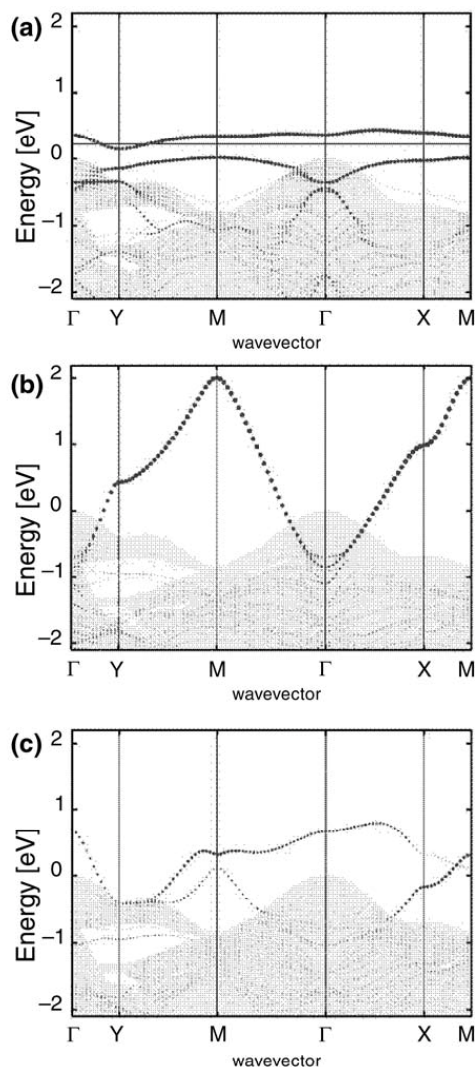 (a)
2
1
0
−1
−2
Energy [eV]
Γ Y M Γ X M
wavevector
(b)
2
1
0
−1
−2
Energy [eV]
Γ Y M Γ X M
wavevector
(c)
2
1
0
−1
−2
Energy [eV]
Γ Y M Γ X M
wavevector